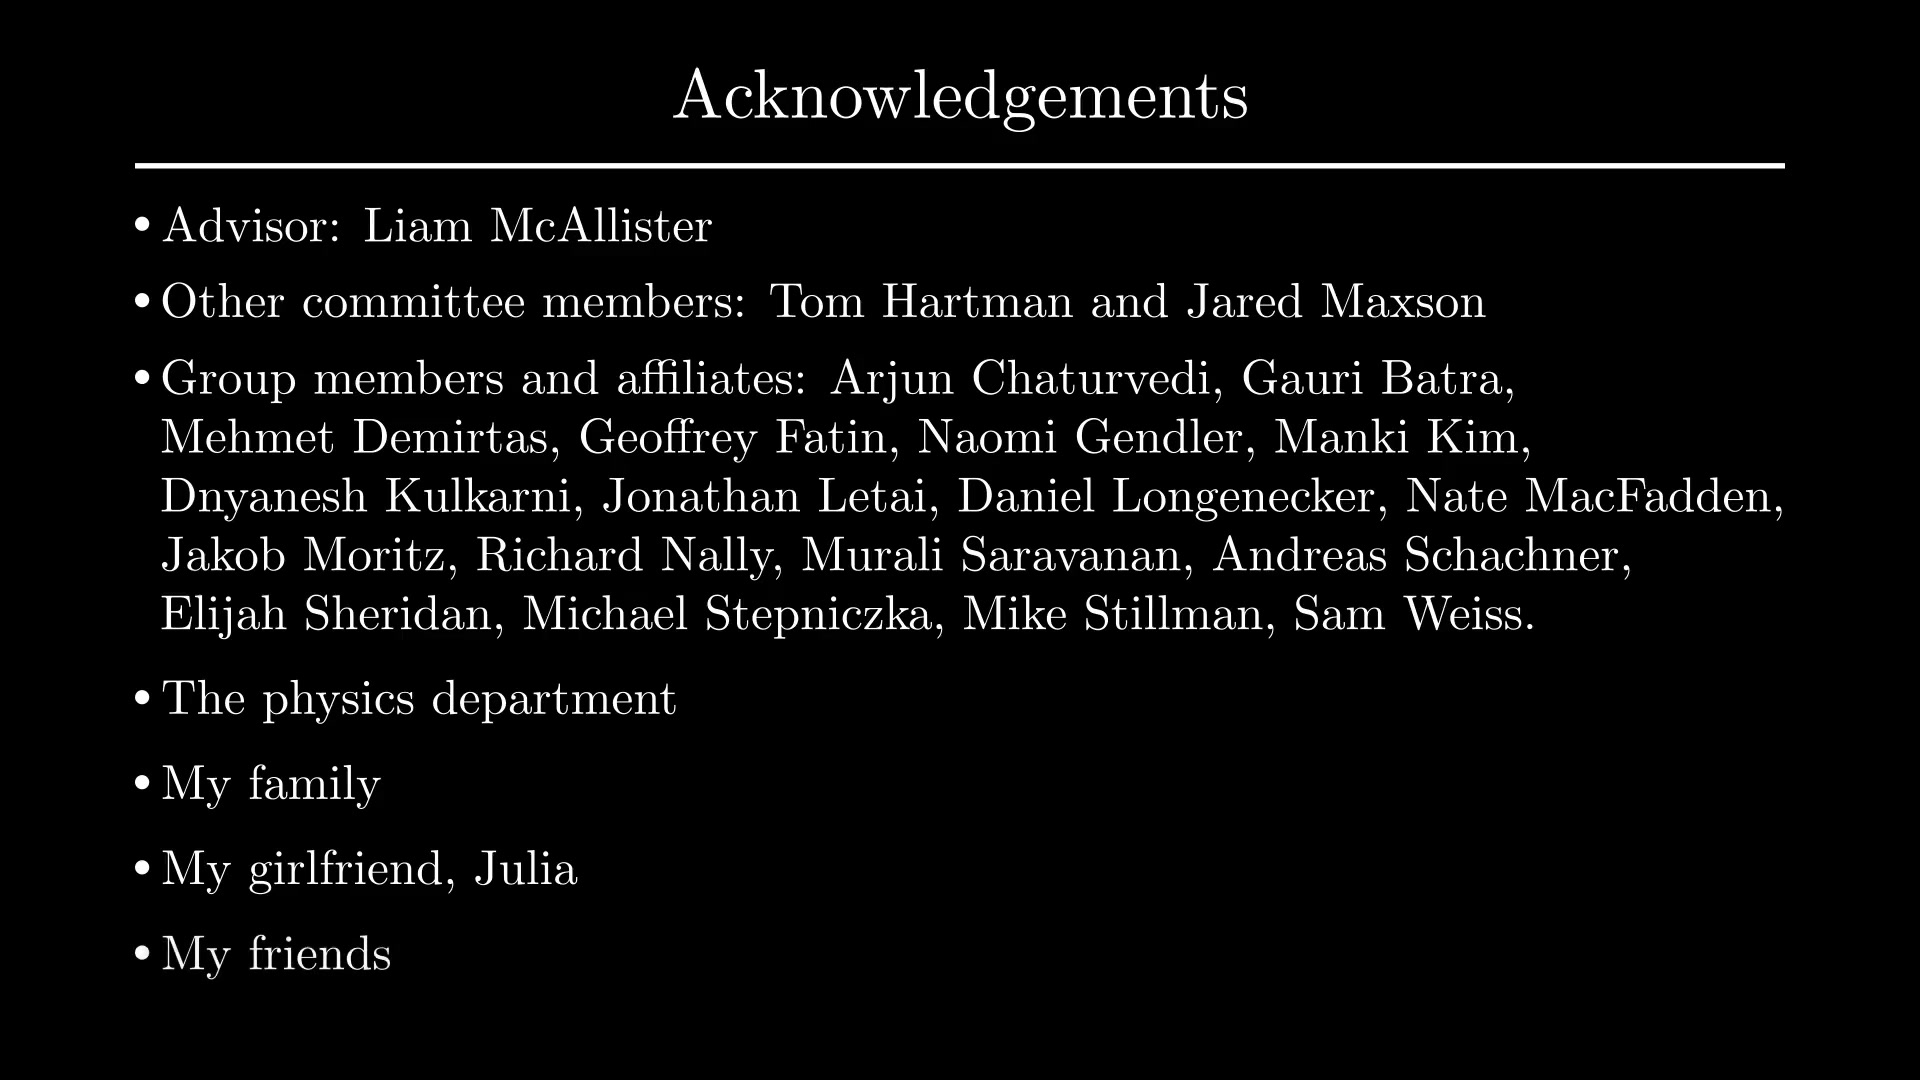 Acknowledgements
• Advisor: Liam McAllister
• Other committee members: Tom Hartman and Jared Maxson
• Group members and affiliates: Arjun Chaturvedi, Gauri Batra,
Mehmet Demirtas, Geoffrey Fatin, Naomi Gendler, Manki Kim,
Dnyanesh Kulkarni, Jonathan Letai, Daniel Longenecker, Nate MacFadden,
Jakob Moritz, Richard Nally, Murali Saravanan, Andreas Schachner,
Elijah Sheridan, Michael Stepniczka, Mike Stillman, Sam Weiss.
• The physics department
• My family
• My girlfriend, Julia
• My friends